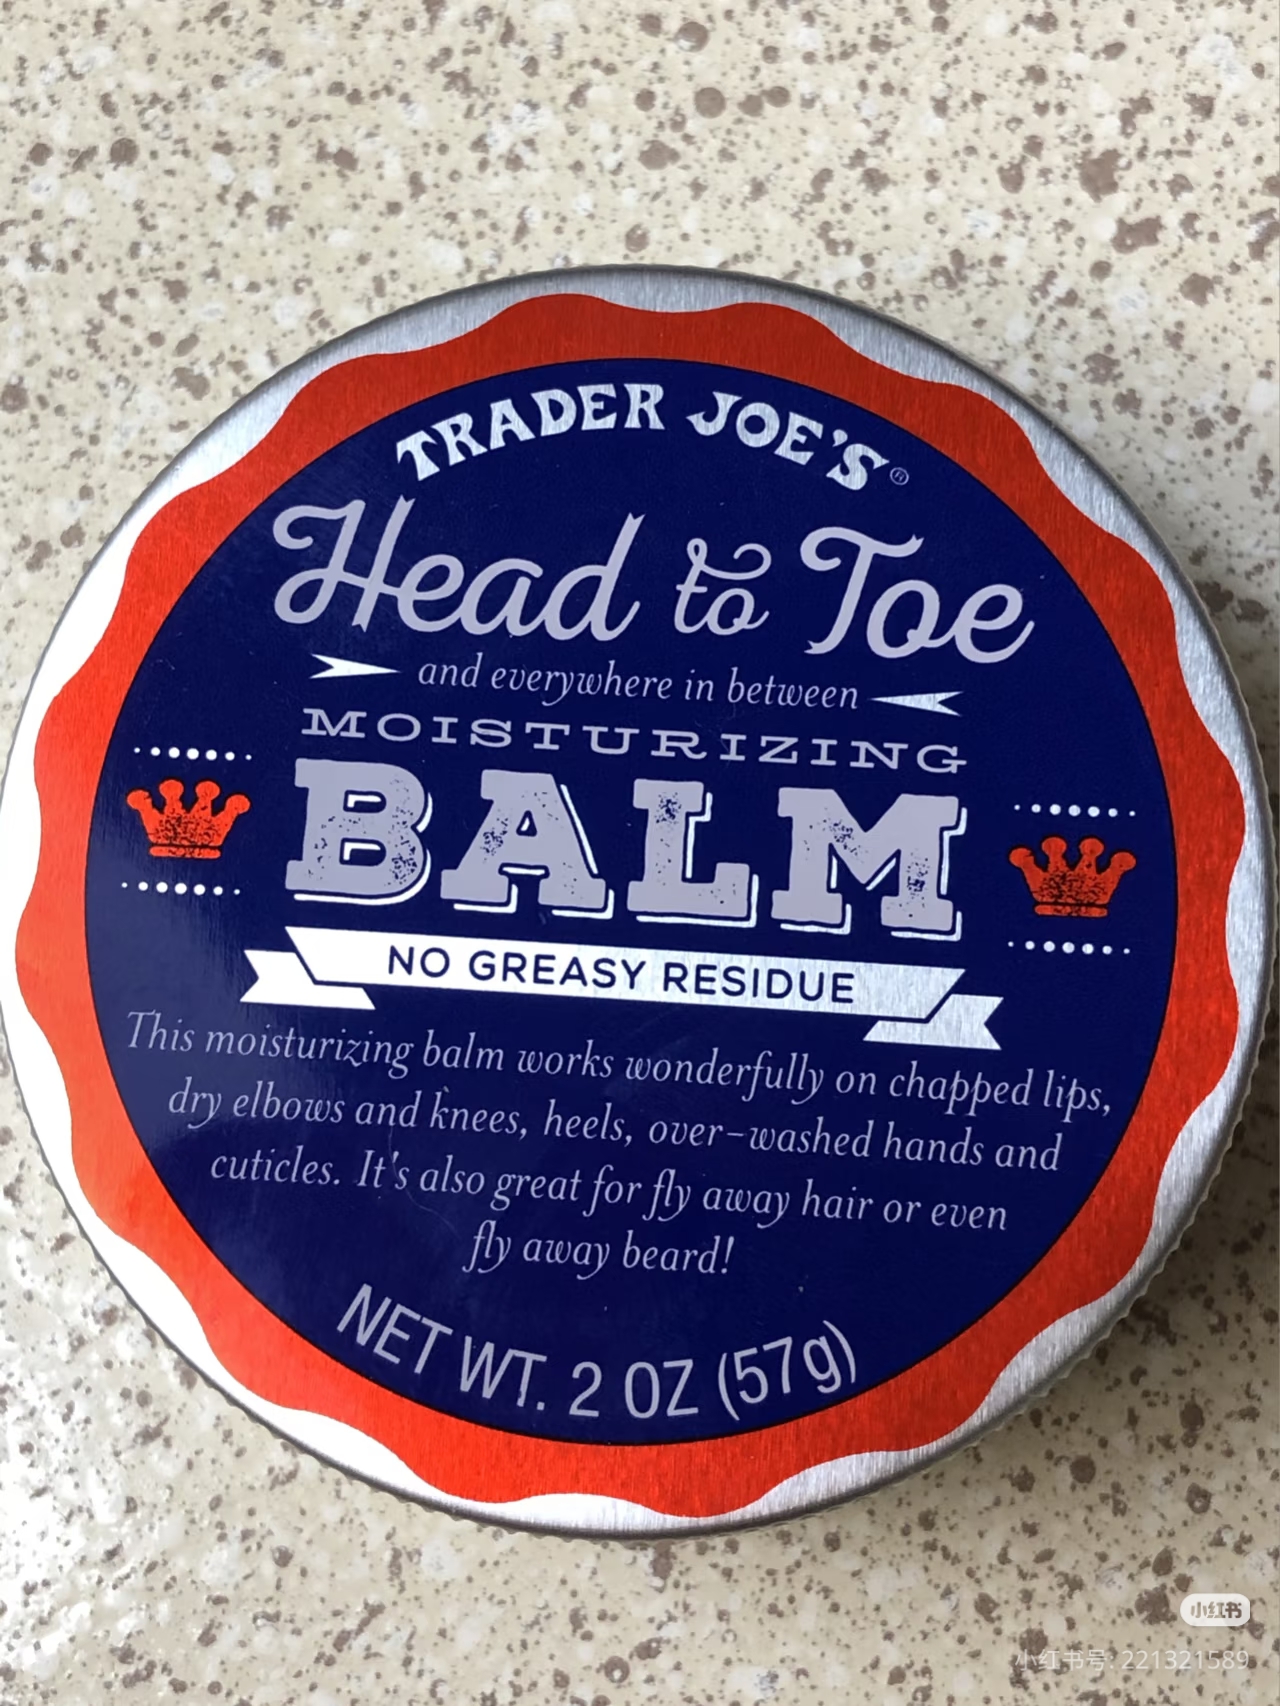 TRADER JOE'S®
Head to Toe
and everywhere in between
MOISTURIZING
BALM
NO GREASY RESIDUE
This moisturizing balm works wonderfully on chapped lips,
dry elbows and knees, heels, over-washed hands and
cuticles. It's also great for fly away hair or even
fly away beard!
NET WT. 2 OZ (57g)
小红书
小红书号: 221321589